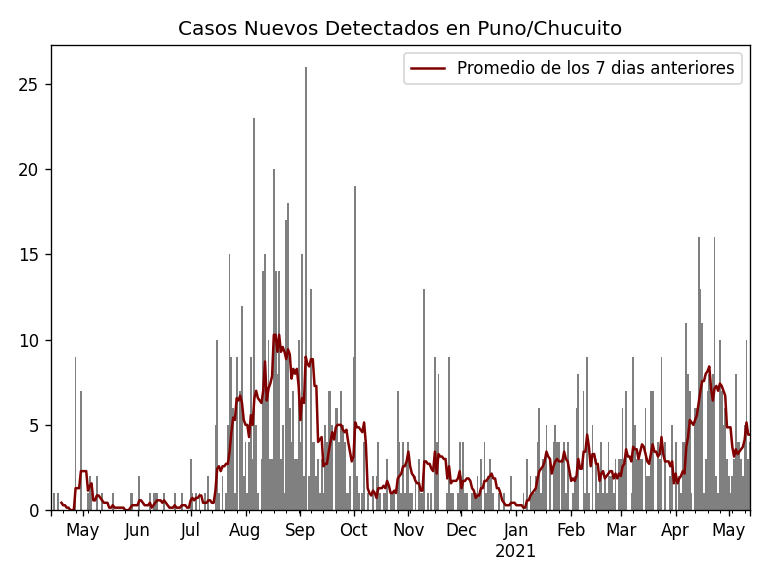 Casos Nuevos Detectados en Puno/Chucuito
Promedio de los 7 dias anteriores
25
20
15
10
5
0
May Jun Jul Aug Sep Oct Nov Dec Jan Feb Mar Apr May
2021